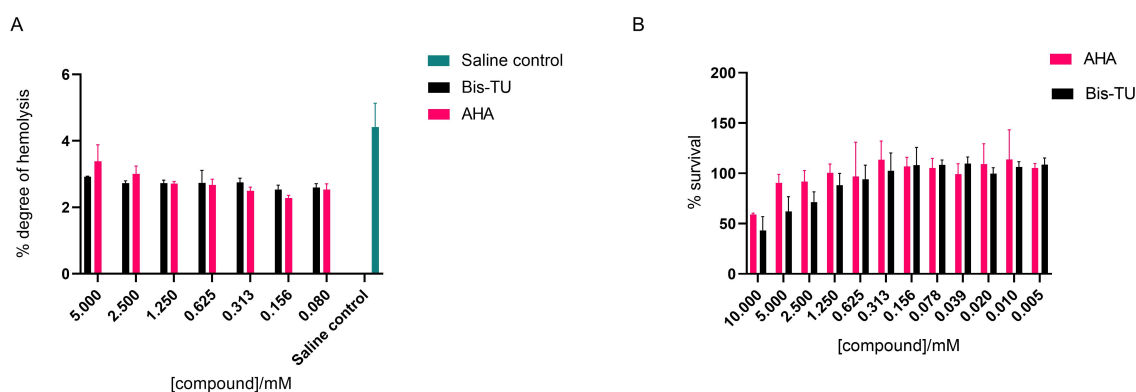 A
Saline control
Bis-TU
AHA
% degree of hemolysis
6
4
2
0
5.000
2.500
1.250
0.625
0.313
0.156
0.080
Saline control
[compound]/mM
B
AHA
Bis-TU
% survival
200
150
100
50
0
10.000
5.000
2.500
1.250
0.625
0.313
0.156
0.078
0.039
0.020
0.010
0.005
[compound]/mM